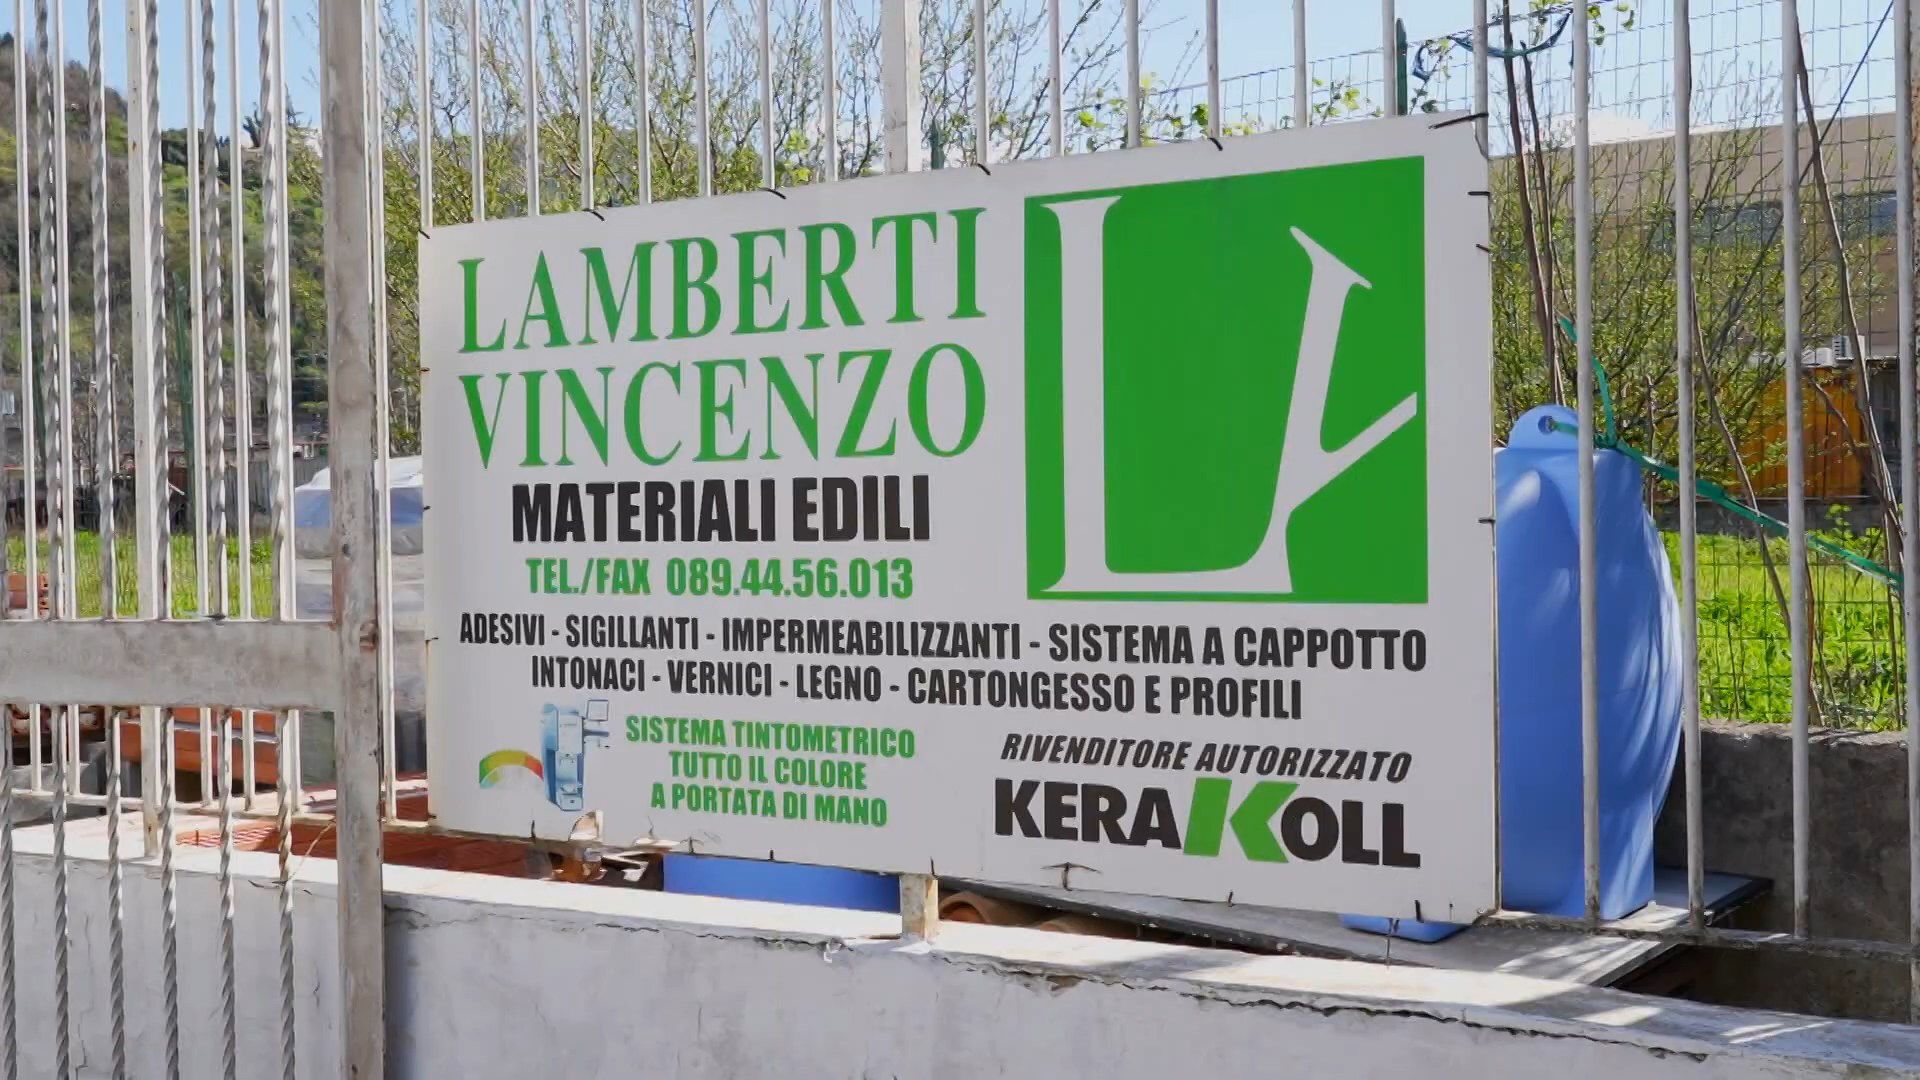 LAMBERTI
VINCENZO
MATERIALI EDILI
TEL./FAX 089.44.56.013
ADESIVI - SIGILLANTI - IMPERMEABILIZZANTI - SISTEMA A CAPPOTTO
INTONACI - VERNICI - LEGNO - CARTONGESSO E PROFILI
SISTEMA TINTOMETRICO
TUTTO IL COLORE
A PORTATA DI MANO
RIVENDITORE AUTORIZZATO
KERAKOLL